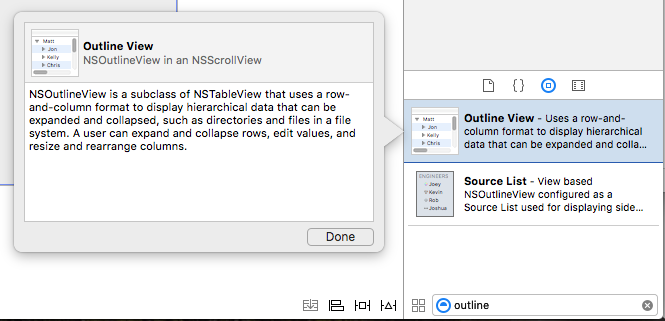 Matt
Jon
Kelly
Chris
Outline View
NSOutlineView in an NSScrollView
NSOutlineView is a subclass of NSTableView that uses a row-
and-column format to display hierarchical data that can be
expanded and collapsed, such as directories and files in a file
system. A user can expand and collapse rows, edit values, and
resize and rearrange columns.
Done
{}
Matt
Jon
Kelly
Chris
Outline View - Uses a row-and-
column format to display hierarchical
data that can be expanded and colla...
ENGINEERS
Joey
Kevin
Rob
Joshua
Source List - View based
NSOutlineView configured as a
Source List used for displaying side...
outline